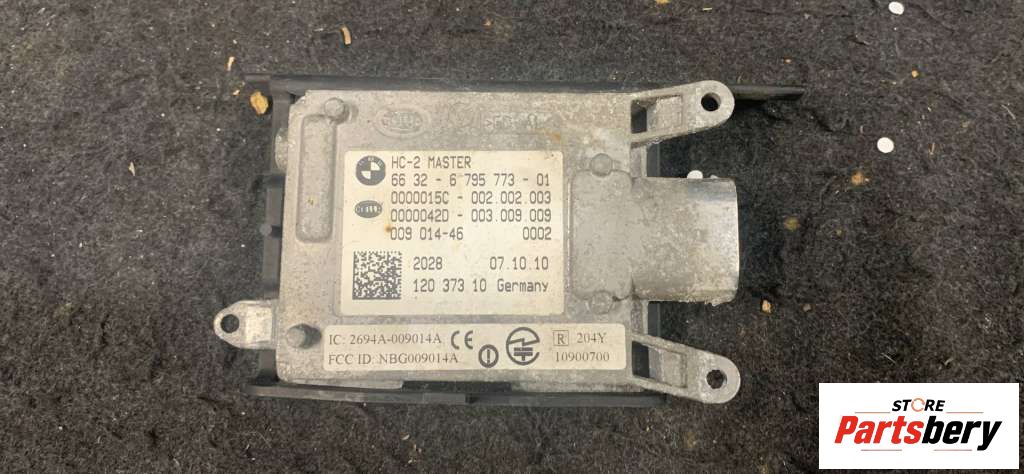 HC-2 MASTER
66 32 - 6 795 773 - 01
0000015C - 002.002.003
HELLA
0000042D - 003.009.009
009 014-46 0002
2028 07.10.10
120 373 10 Germany
IC: 2694A-009014A CE R 204Y
FCC ID: NBG009014A 10900700
STORE
Partsbery